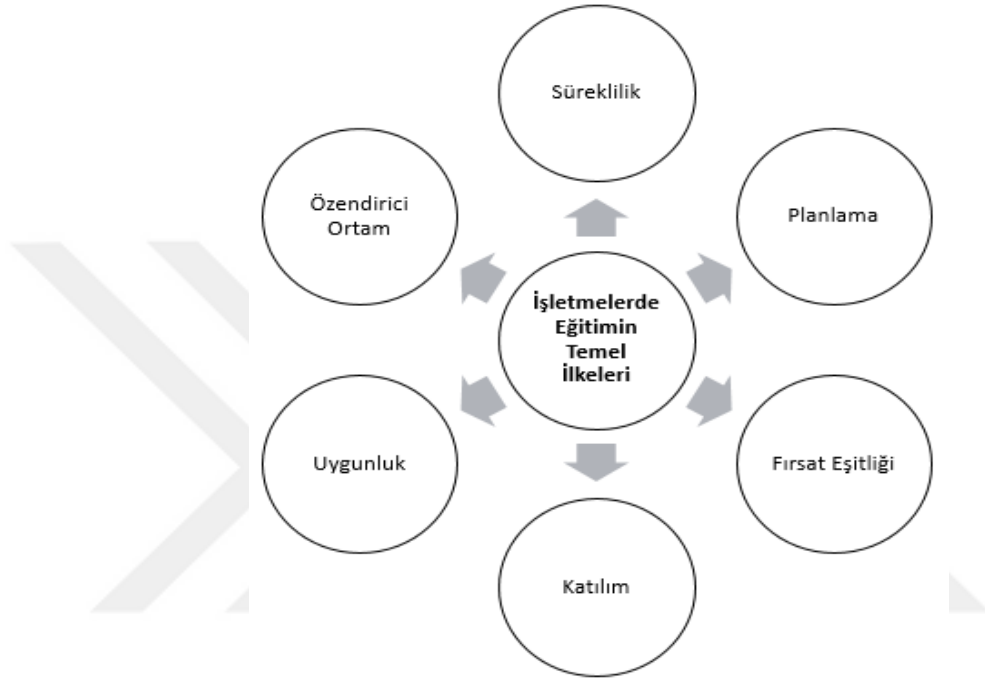 Süreklilik
Özendirici
Ortam
Planlama
İşletmelerde
Eğitimin
Temel
İlkeleri
Uygunluk
Fırsat Eşitliği
Katılım